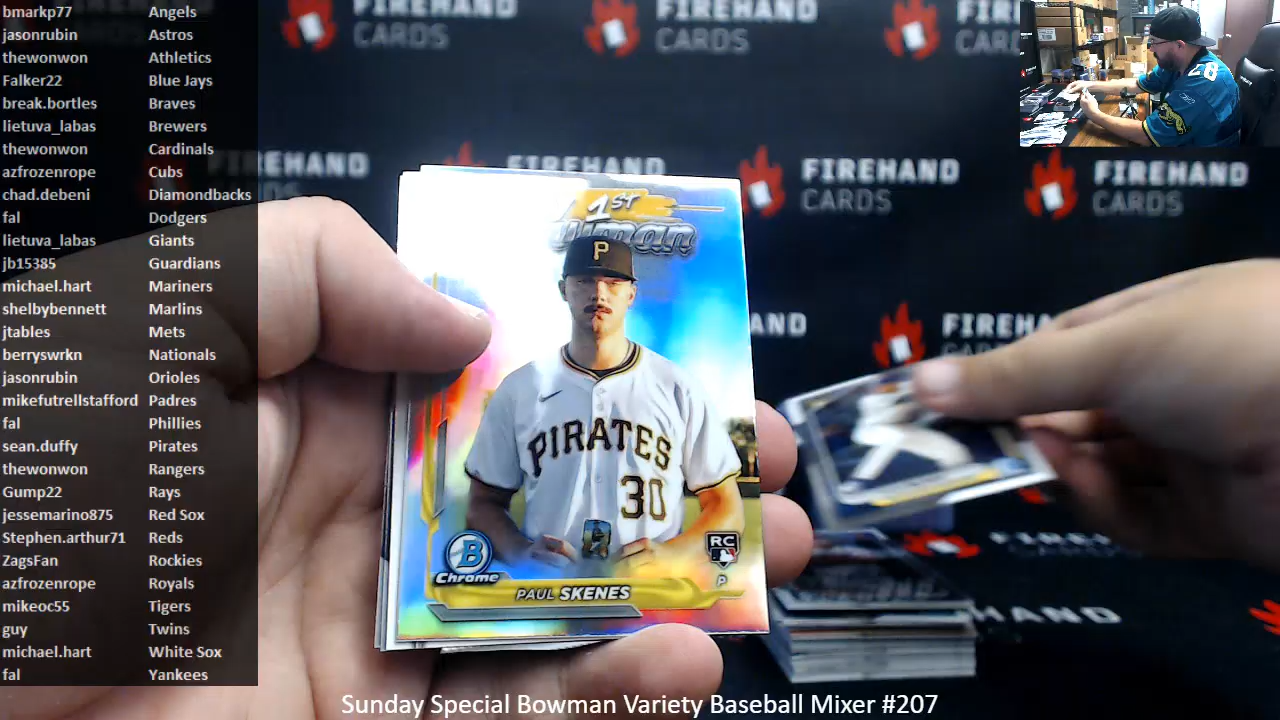 bmarkp77 Angels
jasonrubin Astros
thewonwon Athletics
Falker22 Blue Jays
break.bortles Braves
lietuva_labas Brewers
thewonwon Cardinals
azfrozenrope Cubs
chad.debeni Diamondbacks
fal Dodgers
lietuva_labas Giants
jb15385 Guardians
michael.hart Mariners
shelbybennett Marlins
jtables Mets
berryswrkn Nationals
jasonrubin Orioles
mikefutrellstafford Padres
fal Phillies
sean.duffy Pirates
thewonwon Rangers
Gump22 Rays
jessemarino875 Red Sox
Stephen.arthur71 Reds
ZagsFan Rockies
azfrozenrope Royals
mikeoc55 Tigers
guy Twins
michael.hart White Sox
fal Yankees
FIREHAND
CARDS
FIREHAND
CARDS
FIREHAND
FIREHAND
FIREHAND
CARDS
FIREHAND
CARDS
28
1ST
P
PIRATES
30
B
Chrome
RC
P
PAUL SKENES
Sunday Special Bowman Variety Baseball Mixer #207